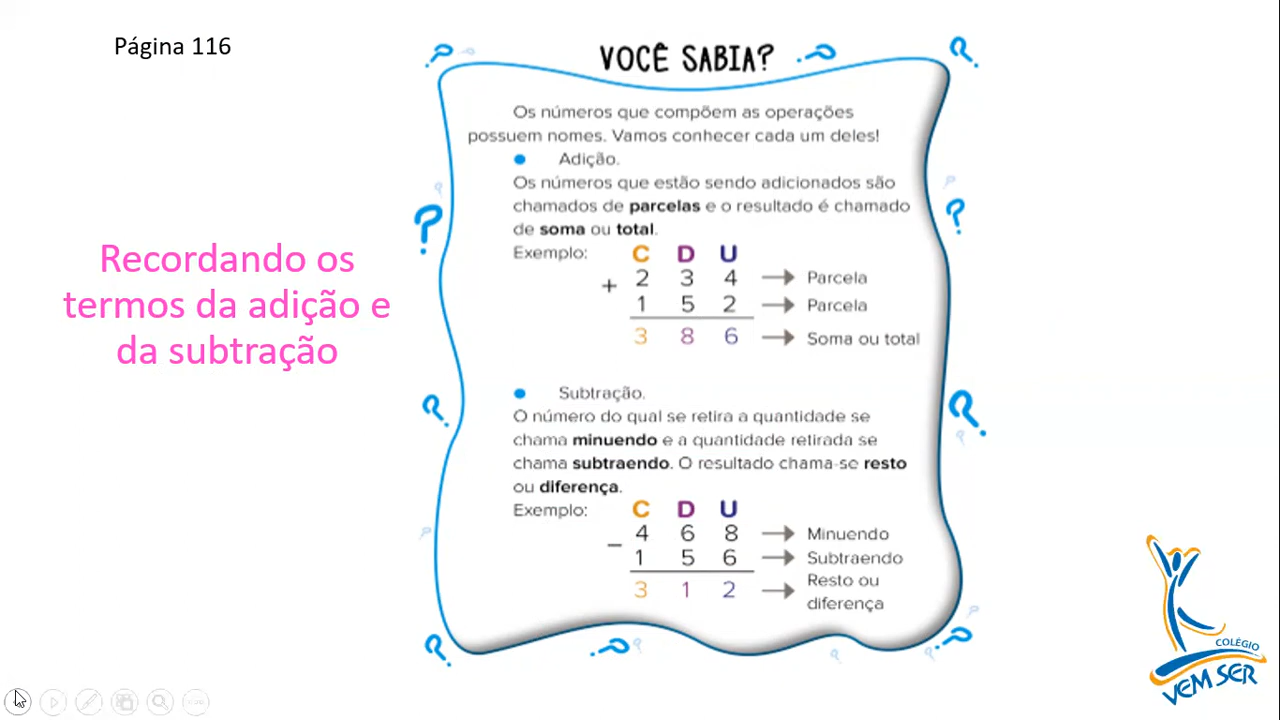 Página 116
VOCÊ SABIA?
Os números que compõem as operações
possuem nomes. Vamos conhecer cada um deles!
• Adição.
Os números que estão sendo adicionados são
chamados de parcelas e o resultado é chamado
de soma ou total.
Exemplo:
C D U
2 3 4 → Parcela
+ 1 5 2 → Parcela
3 8 6 → Soma ou total
• Subtração.
O número do qual se retira a quantidade se
chama minuendo e a quantidade retirada se
chama subtraendo. O resultado chama-se resto
ou diferença.
Exemplo:
C D U
4 6 8 → Minuendo
− 1 5 6 → Subtraendo
3 1 2 → Resto ou
diferença
Recordando os
termos da adição e
da subtração
COLÉGIO
VEM SER